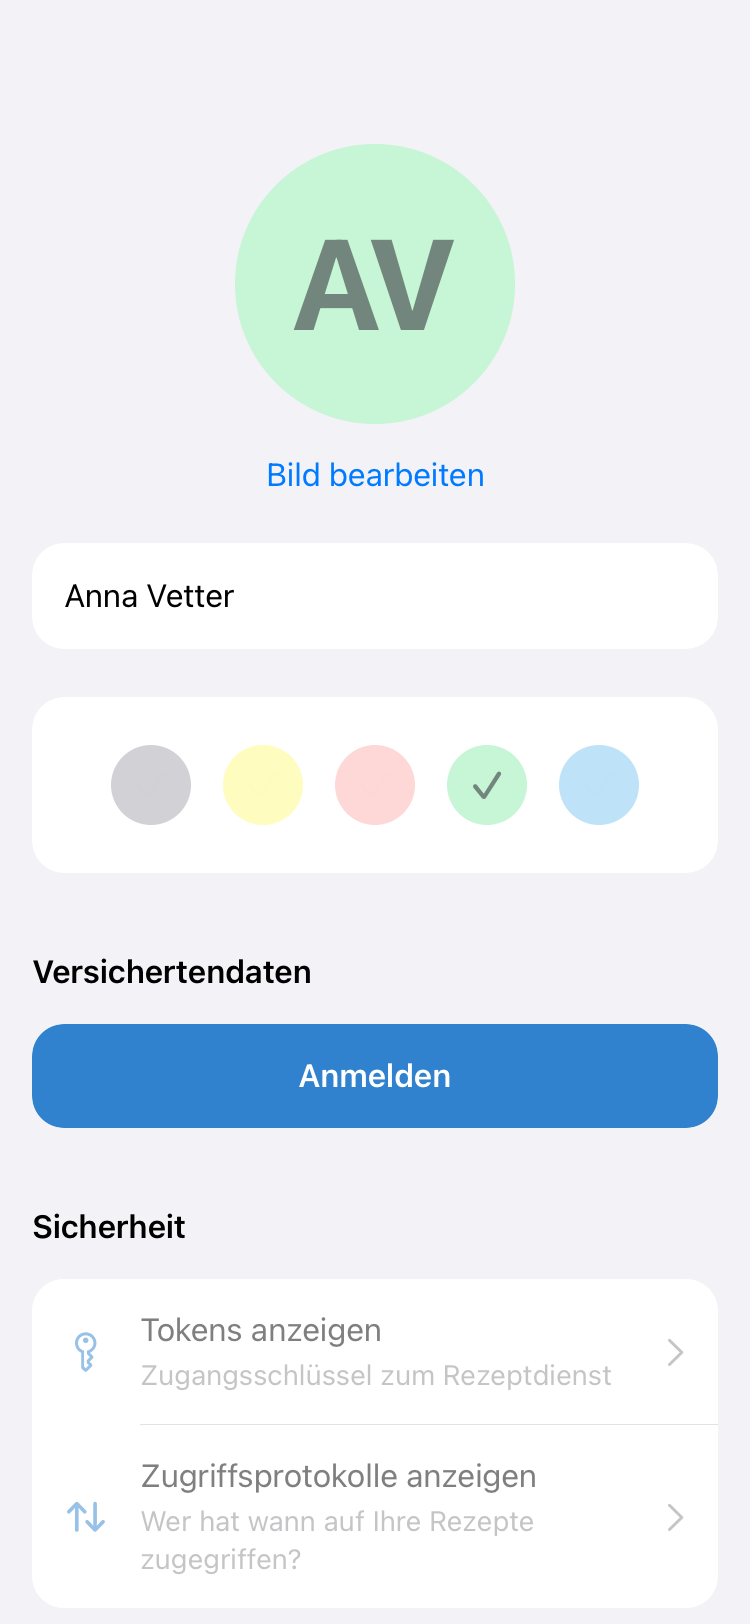 AV
Bild bearbeiten
Anna Vetter
Versichertendaten
Anmelden
Sicherheit
Tokens anzeigen
Zugangsschlüssel zum Rezeptdienst
Zugriffsprotokolle anzeigen
Wer hat wann auf Ihre Rezepte
zugegriffen?